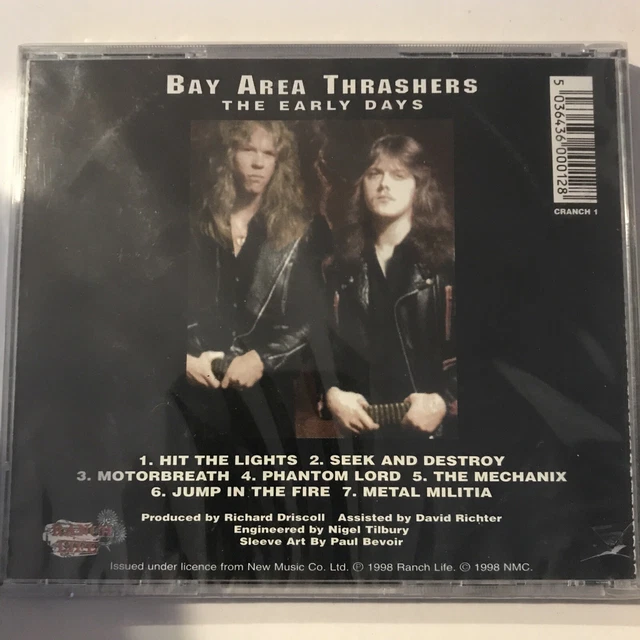 BAY AREA THRASHERS
THE EARLY DAYS
5 036436 000128
CRANCH 1
1. HIT THE LIGHTS 2. SEEK AND DESTROY
3. MOTORBREATH 4. PHANTOM LORD 5. THE MECHANIX
6. JUMP IN THE FIRE 7. METAL MILITIA
Produced by Richard Driscoll Assisted by David Richter
Engineered by Nigel Tilbury
Sleeve Art By Paul Bevoir
Issued under licence from New Music Co. Ltd. ℗ 1998 Ranch Life. © 1998 NMC.